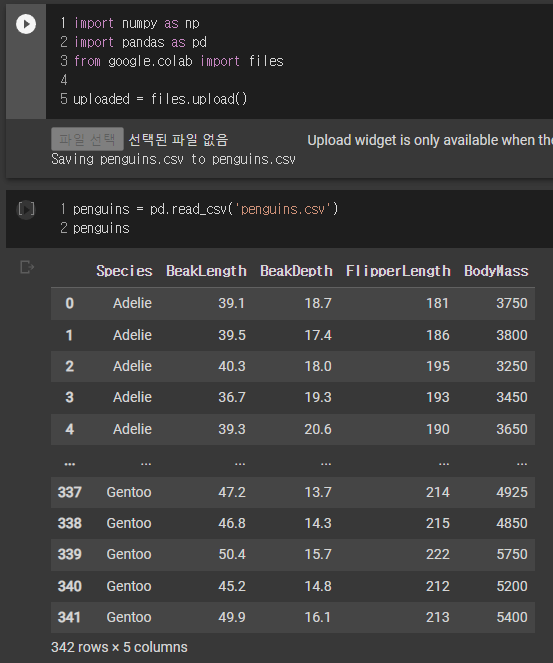 1 import numpy as np
2 import pandas as pd
3 from google.colab import files
4
5 uploaded = files.upload()
파일 선택 선택된 파일 없음 Upload widget is only available when the
Saving penguins.csv to penguins.csv
[ ] 1 penguins = pd.read_csv('penguins.csv')
2 penguins
Species BeakLength BeakDepth FlipperLength BodyMass
0 Adelie 39.1 18.7 181 3750
1 Adelie 39.5 17.4 186 3800
2 Adelie 40.3 18.0 195 3250
3 Adelie 36.7 19.3 193 3450
4 Adelie 39.3 20.6 190 3650
... ... ... ... ... ...
337 Gentoo 47.2 13.7 214 4925
338 Gentoo 46.8 14.3 215 4850
339 Gentoo 50.4 15.7 222 5750
340 Gentoo 45.2 14.8 212 5200
341 Gentoo 49.9 16.1 213 5400
342 rows × 5 columns